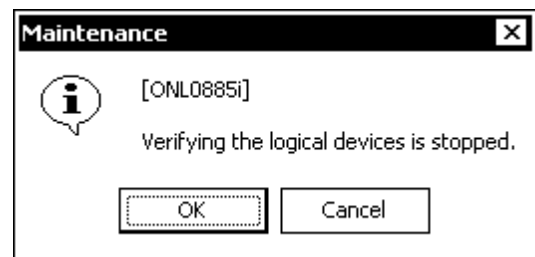 Maintenance
[ONL0885i]
Verifying the logical devices is stopped.
OK Cancel